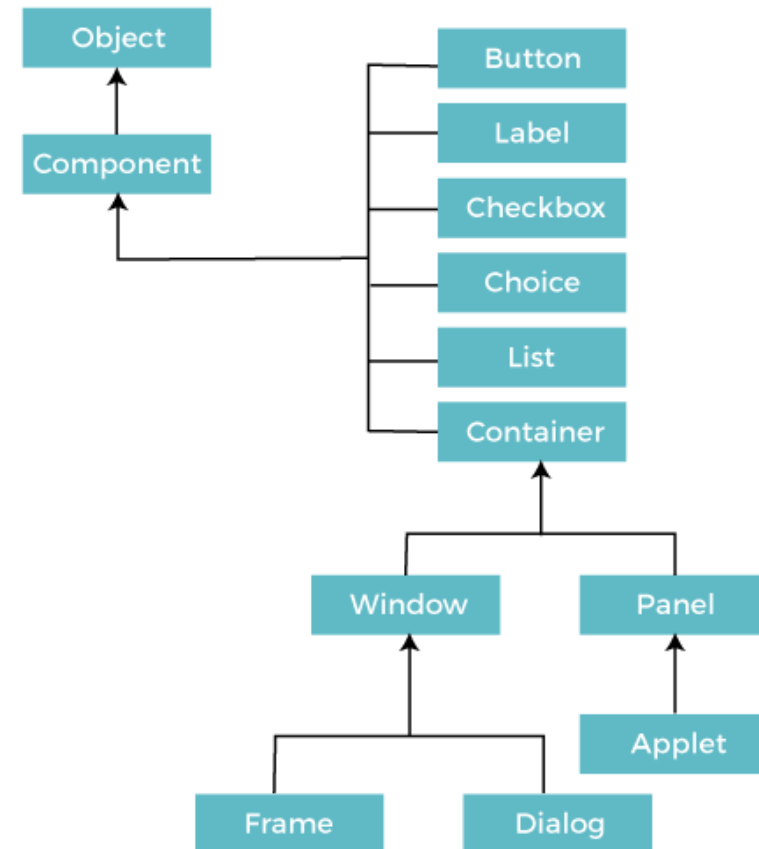 Object
Component
Button
Label
Checkbox
Choice
List
Container
Window
Panel
Applet
Frame
Dialog